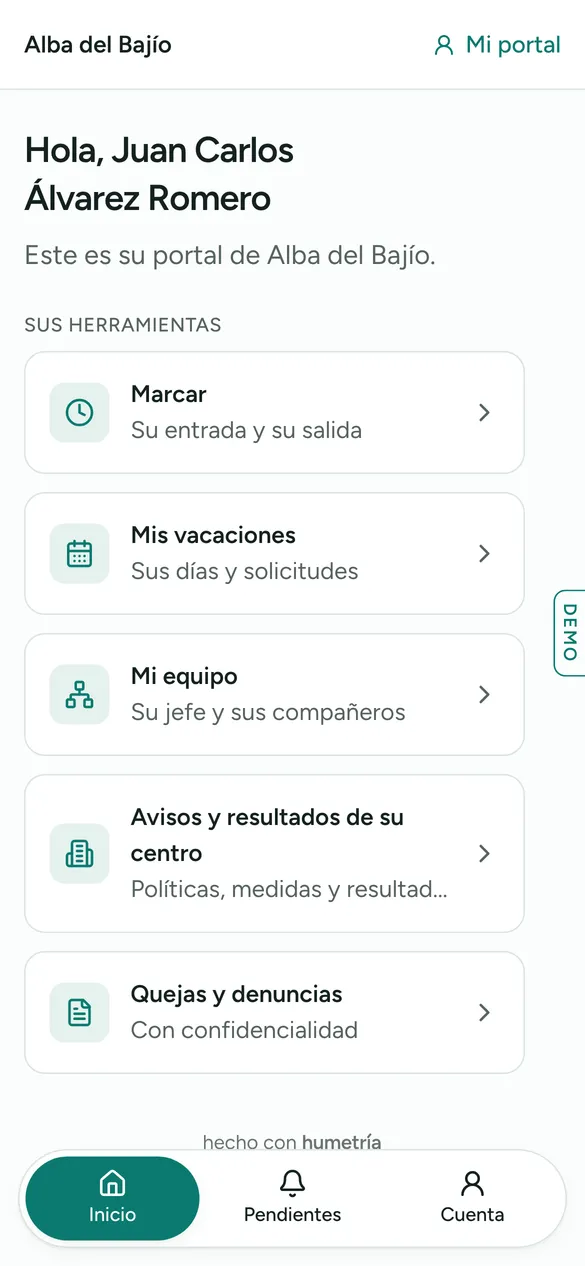 Alba del Bajío
Mi portal
Hola, Juan Carlos
Álvarez Romero
Este es su portal de Alba del Bajío.
SUS HERRAMIENTAS
Marcar
Su entrada y su salida
Mis vacaciones
Sus días y solicitudes
DEMO
Mi equipo
Su jefe y sus compañeros
Avisos y resultados de su
centro
Políticas, medidas y resultad...
Quejas y denuncias
Con confidencialidad
hecho con humetría
Inicio
Pendientes
Cuenta